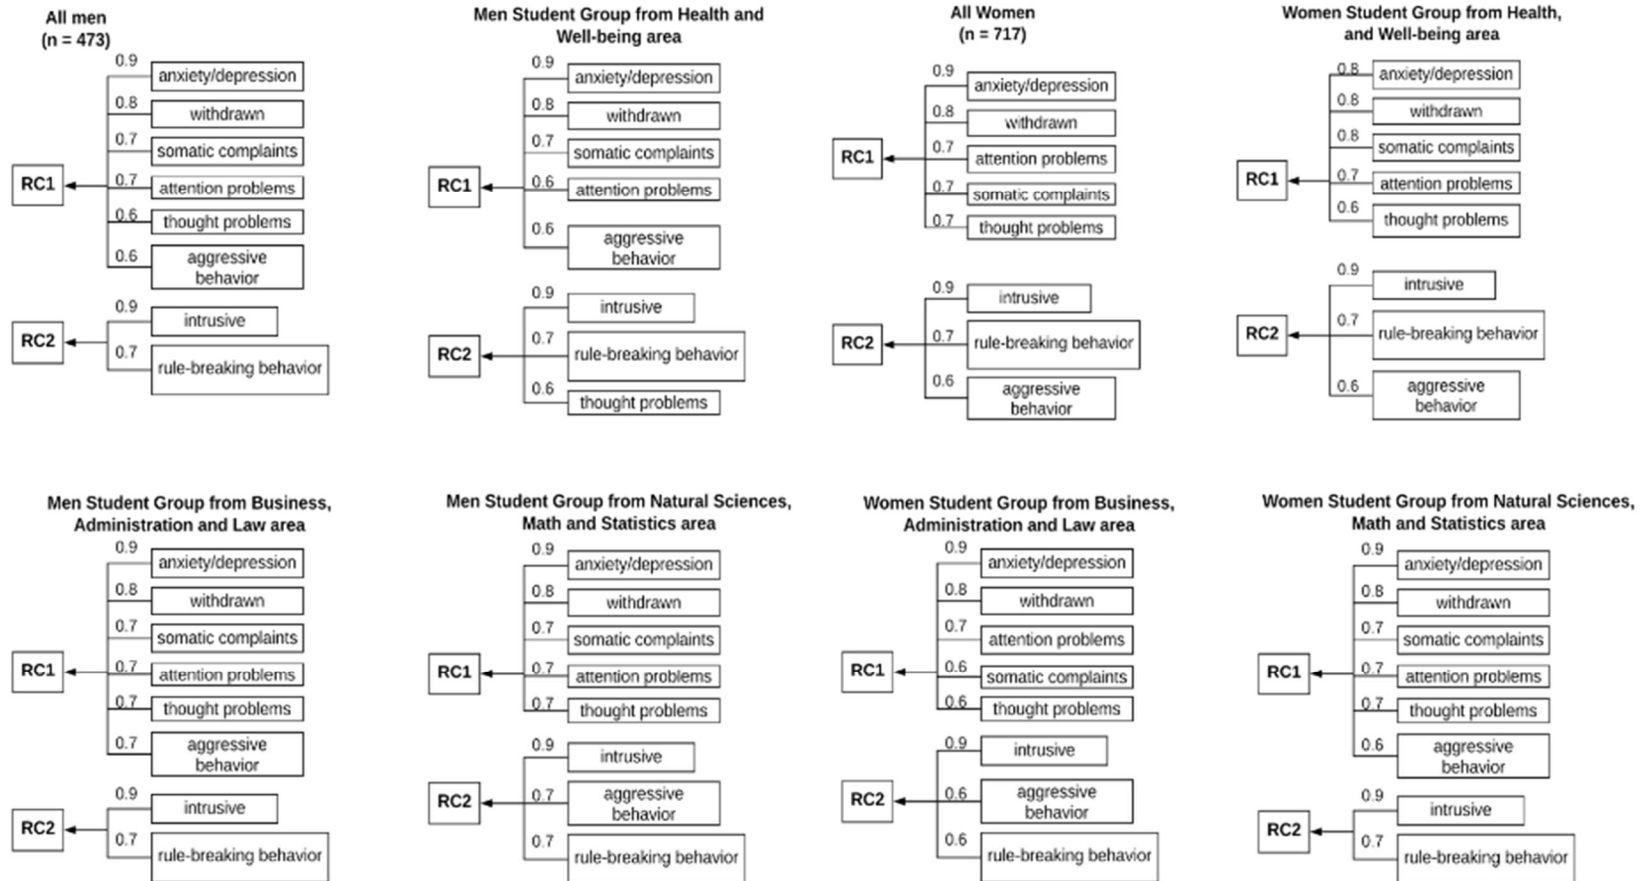 All men
(n = 473)
0.9
anxiety/depression
0.8
withdrawn
0.7
somatic complaints
RC1
0.7
attention problems
0.6
thought problems
0.6
aggressive
behavior
0.9
intrusive
RC2
0.7
rule-breaking behavior
Men Student Group from Health and
Well-being area
0.9
anxiety/depression
0.8
withdrawn
0.7
somatic complaints
RC1
0.6
attention problems
0.6
aggressive
behavior
0.9
intrusive
RC2
0.7
rule-breaking behavior
0.6
thought problems
All Women
(n = 717)
0.9
anxiety/depression
0.8
withdrawn
RC1
0.7
attention problems
0.7
somatic complaints
0.7
thought problems
0.9
intrusive
RC2
0.7
rule-breaking behavior
0.6
aggressive
behavior
Women Student Group from Health,
and Well-being area
0.8
anxiety/depression
0.8
withdrawn
0.8
somatic complaints
RC1
0.7
attention problems
0.6
thought problems
0.9
intrusive
RC2
0.7
rule-breaking behavior
0.6
aggressive
behavior
Men Student Group from Business,
Administration and Law area
0.9
anxiety/depression
0.8
withdrawn
0.7
somatic complaints
RC1
0.7
attention problems
0.7
thought problems
0.7
aggressive
behavior
0.9
intrusive
RC2
0.7
rule-breaking behavior
Men Student Group from Natural Sciences,
Math and Statistics area
0.9
anxiety/depression
0.8
withdrawn
0.7
somatic complaints
RC1
0.7
attention problems
0.7
thought problems
0.9
intrusive
RC2
0.7
aggressive
behavior
0.7
rule-breaking behavior
Women Student Group from Business,
Administration and Law area
0.9
anxiety/depression
0.8
withdrawn
0.7
attention problems
RC1
0.6
somatic complaints
0.6
thought problems
0.9
intrusive
RC2
0.6
aggressive
behavior
0.6
rule-breaking behavior
Women Student Group from Natural Sciences,
Math and Statistics area
0.9
anxiety/depression
0.8
withdrawn
0.7
somatic complaints
RC1
0.7
attention problems
0.7
thought problems
0.6
aggressive
behavior
0.9
intrusive
RC2
0.7
rule-breaking behavior